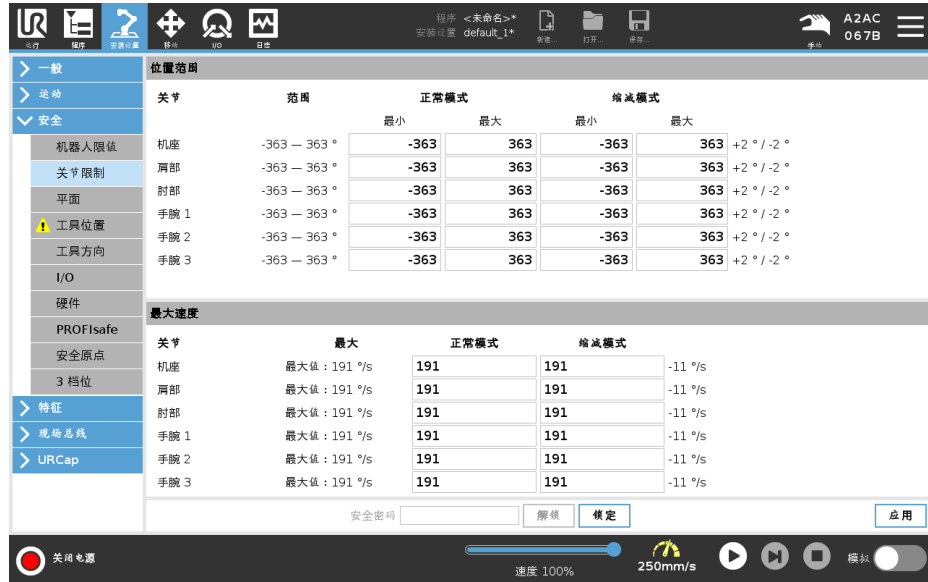 UR
程序 <未命名>*
安装设置 default_1*
运行 程序 安装设置 移动 I/O 日志
新建... 打开... 保存...
手动
A2AC
067B
一般
运动
安全
机器人限值
关节限制
平面
工具位置
工具方向
I/O
硬件
PROFIsafe
安全原点
3 档位
特征
现场总线
URCap
位置范围
关节 范围 正常模式 缩减模式
最小 最大 最小 最大
机座 -363 — 363 ° -363 363 -363 363 +2 ° / -2 °
肩部 -363 — 363 ° -363 363 -363 363 +2 ° / -2 °
肘部 -363 — 363 ° -363 363 -363 363 +2 ° / -2 °
手腕 1 -363 — 363 ° -363 363 -363 363 +2 ° / -2 °
手腕 2 -363 — 363 ° -363 363 -363 363 +2 ° / -2 °
手腕 3 -363 — 363 ° -363 363 -363 363 +2 ° / -2 °
最大速度
关节 最大 正常模式 缩减模式
机座 最大值：191 °/s 191 191 -11 °/s
肩部 最大值：191 °/s 191 191 -11 °/s
肘部 最大值：191 °/s 191 191 -11 °/s
手腕 1 最大值：191 °/s 191 191 -11 °/s
手腕 2 最大值：191 °/s 191 191 -11 °/s
手腕 3 最大值：191 °/s 191 191 -11 °/s
安全密码 解锁 锁定 应用
关闭电源
速度 100%
250mm/s
模拟